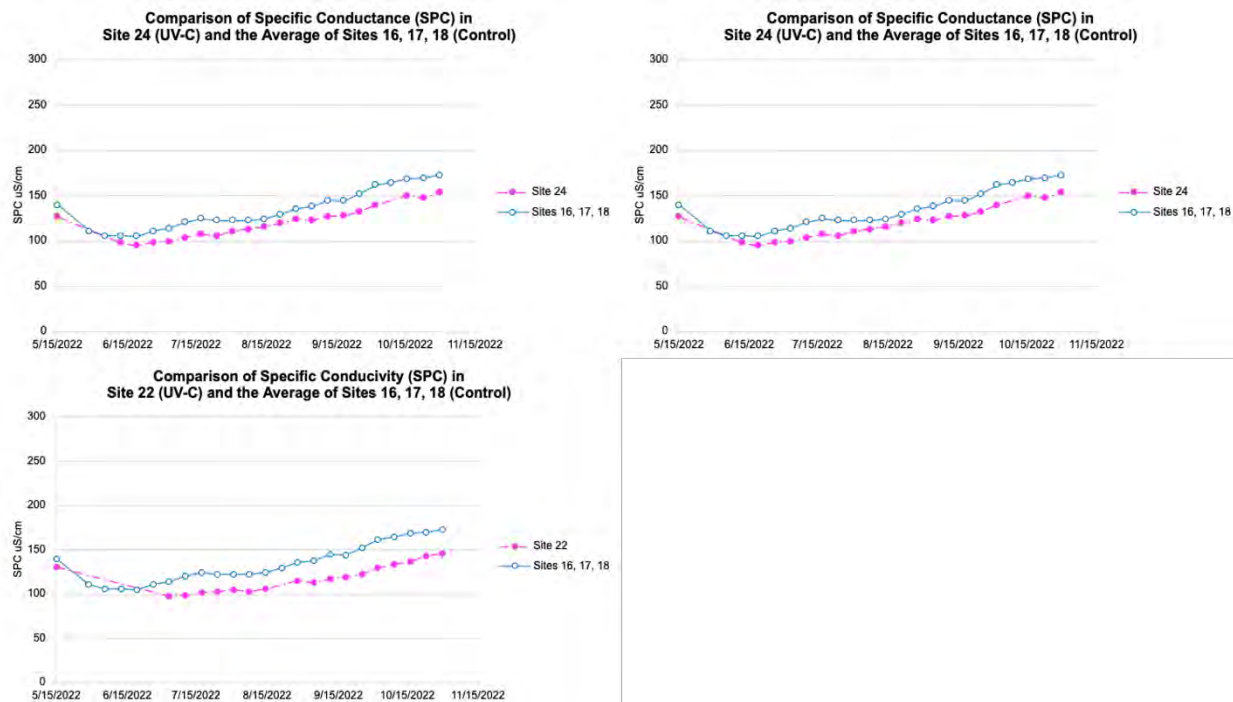 Comparison of Specific Conductance (SPC) in
Site 24 (UV-C) and the Average of Sites 16, 17, 18 (Control)
300
250
200
150
100
50
0
SPC uS/cm
5/15/2022 6/15/2022 7/15/2022 8/15/2022 9/15/2022 10/15/2022 11/15/2022
Site 24
Sites 16, 17, 18
Comparison of Specific Conductance (SPC) in
Site 24 (UV-C) and the Average of Sites 16, 17, 18 (Control)
300
250
200
150
100
50
0
SPC uS/cm
5/15/2022 6/15/2022 7/15/2022 8/15/2022 9/15/2022 10/15/2022 11/15/2022
Site 24
Sites 16, 17, 18
Comparison of Specific Conducivity (SPC) in
Site 22 (UV-C) and the Average of Sites 16, 17, 18 (Control)
300
250
200
150
100
50
0
SPC uS/cm
5/15/2022 6/15/2022 7/15/2022 8/15/2022 9/15/2022 10/15/2022 11/15/2022
Site 22
Sites 16, 17, 18